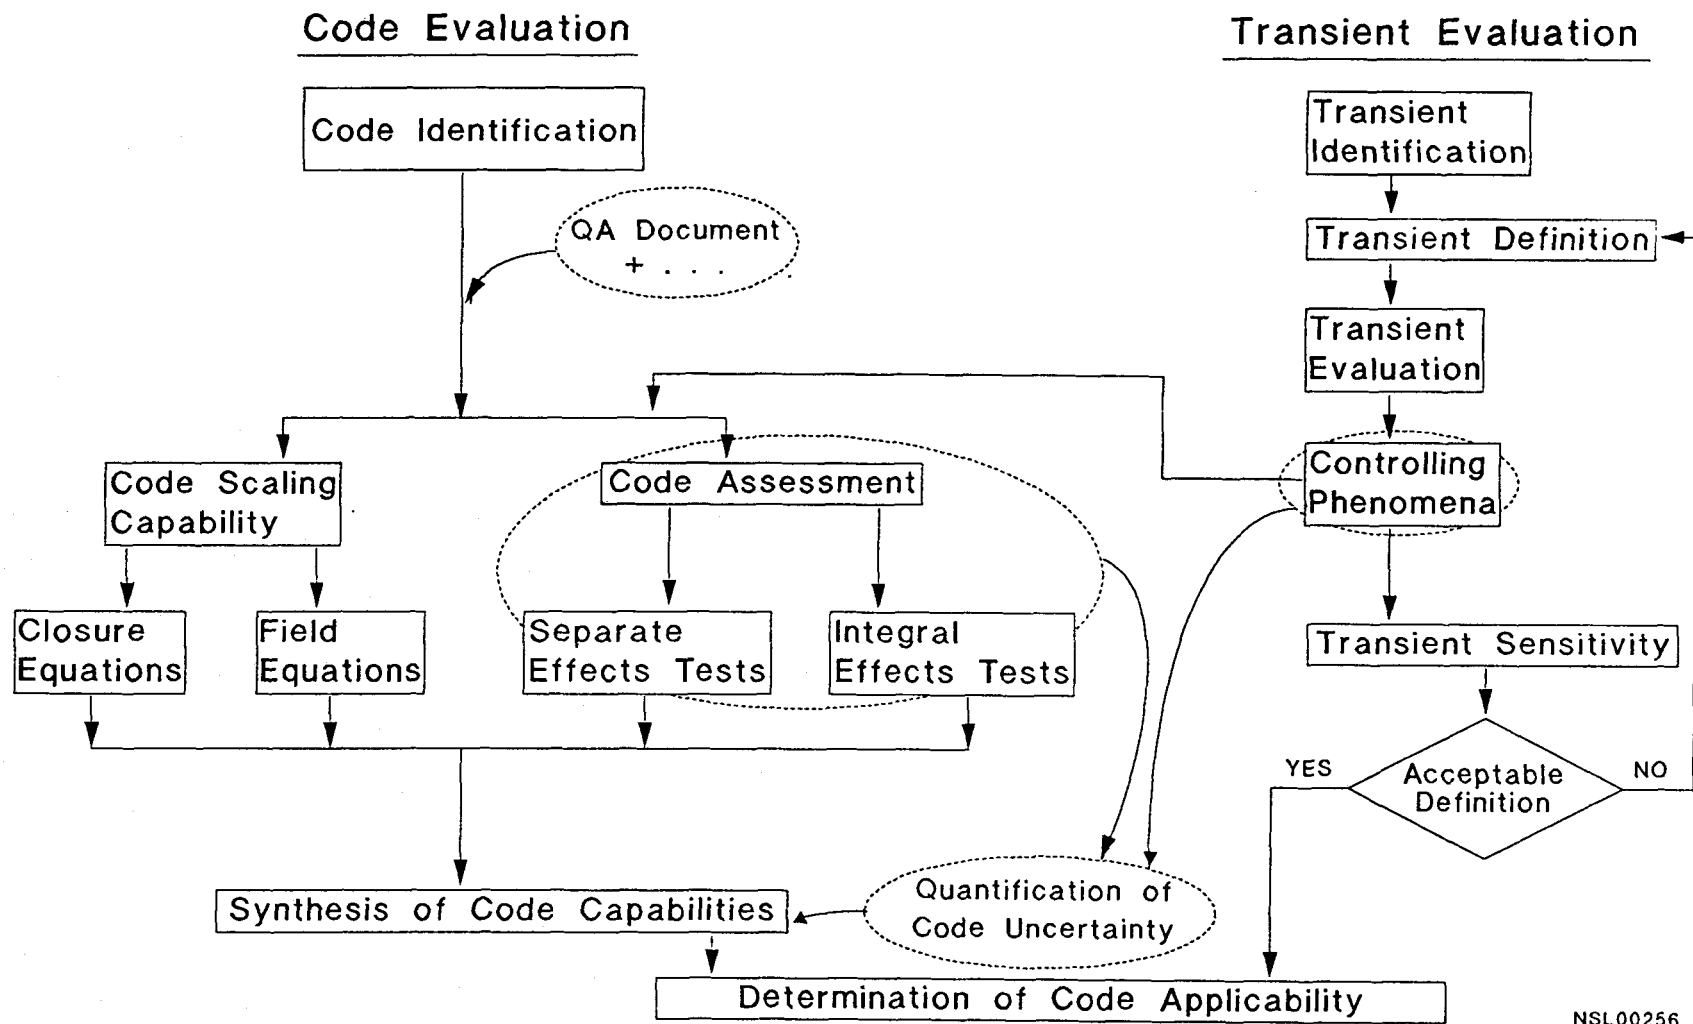 Code Evaluation
Code Identification
QA Document
+ . . .
Code Scaling
Capability
Code Assessment
Closure
Equations
Field
Equations
Separate
Effects Tests
Integral
Effects Tests
Synthesis of Code Capabilities
Quantification of
Code Uncertainty
Transient Evaluation
Transient
Identification
Transient Definition
Transient
Evaluation
Controlling
Phenomena
Transient Sensitivity
YES
Acceptable
Definition
NO
Determination of Code Applicability
NSL00256